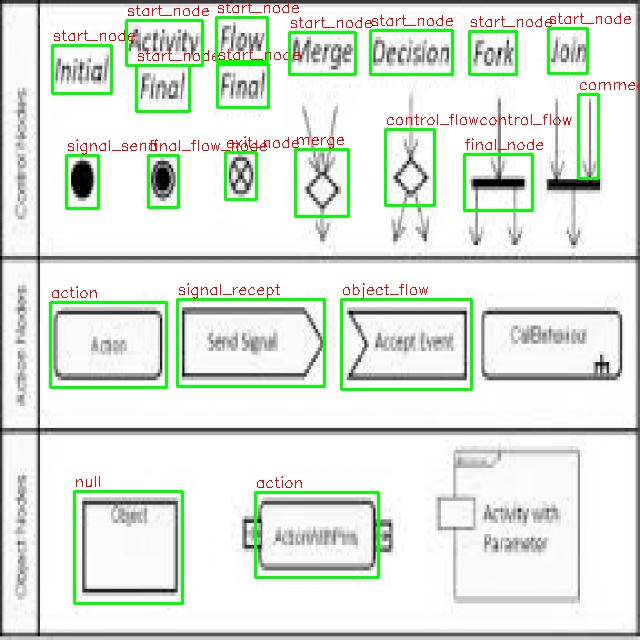 start_node start_node start_node start_node start_node start_node start_node
Initial Activity Flow Merge Decision Fork Join
start_node start_node
Final Final
comme
Control Nodes
signal_send final_flow_node exit_node merge control_flow control_flow
final_node
action signal_recept object_flow
Action Nodes
Action Send Signal Accept Event CallBehaviour
null action
Object Nodes
Object ActionWithPins Activity with
Parameter